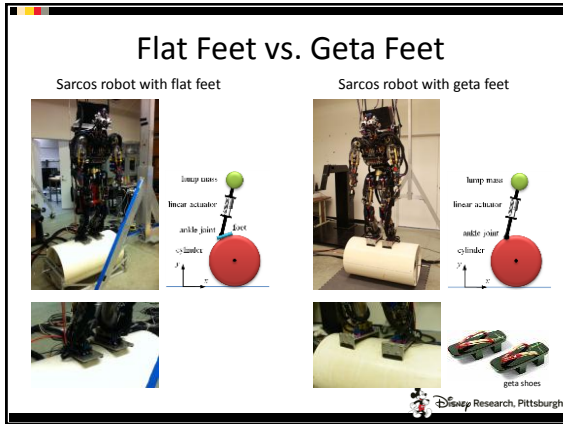 Flat Feet vs. Geta Feet
Sarcos robot with flat feet
Sarcos robot with geta feet
lump mass
linear actuator
ankle joint
foot
cylinder
y
x
lump mass
linear actuator
ankle joint
cylinder
y
x
geta shoes
Disney Research, Pittsburgh